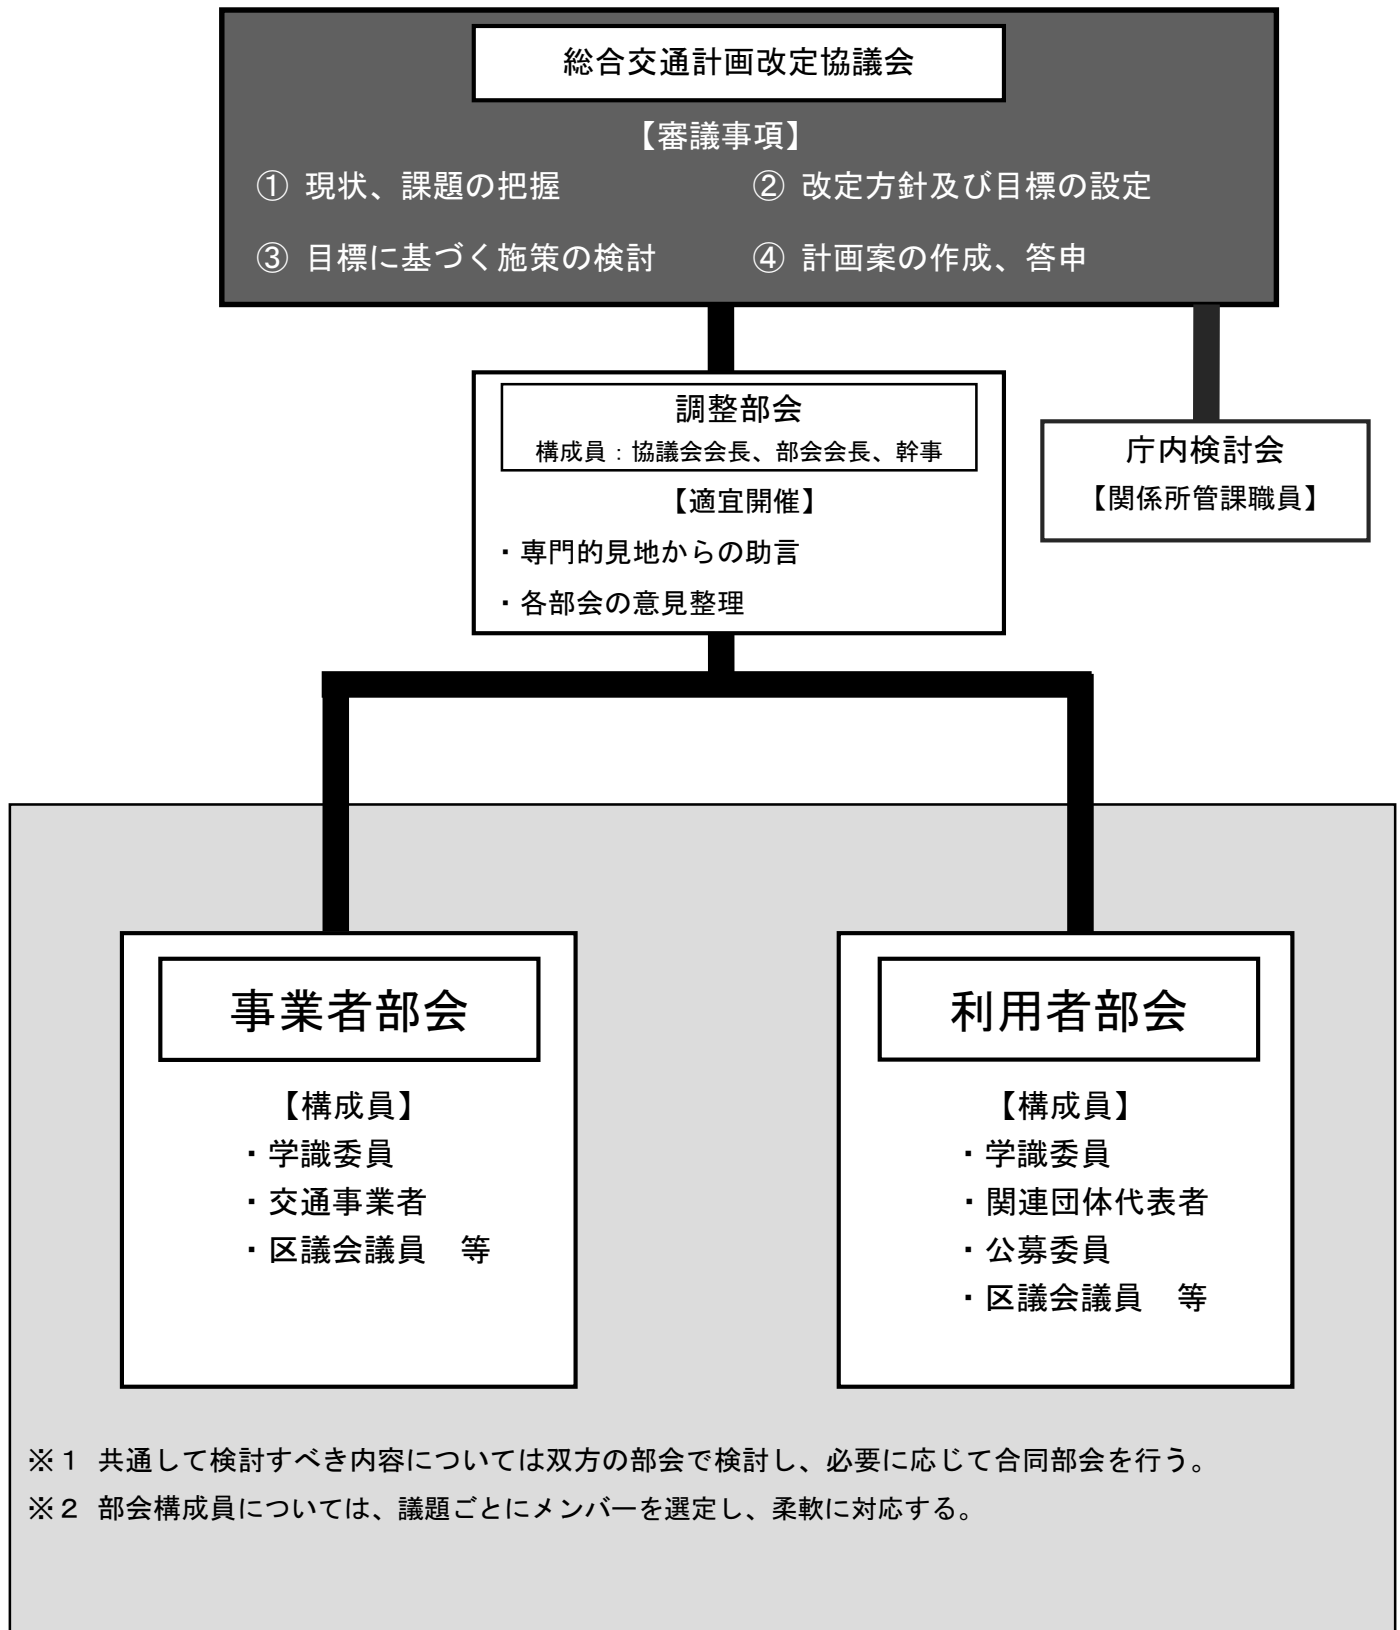 総合交通計画改定協議会
【審議事項】
① 現状、課題の把握
② 改定方針及び目標の設定
③ 目標に基づく施策の検討
④ 計画案の作成、答申
調整部会
構成員：協議会会長、部会会長、幹事
【適宜開催】
・専門的見地からの助言
・各部会の意見整理
庁内検討会
【関係所管課職員】
事業者部会
【構成員】
・学識委員
・交通事業者
・区議会議員　等
利用者部会
【構成員】
・学識委員
・関連団体代表者
・公募委員
・区議会議員　等
※１ 共通して検討すべき内容については双方の部会で検討し、必要に応じて合同部会を行う。
※２ 部会構成員については、議題ごとにメンバーを選定し、柔軟に対応する。